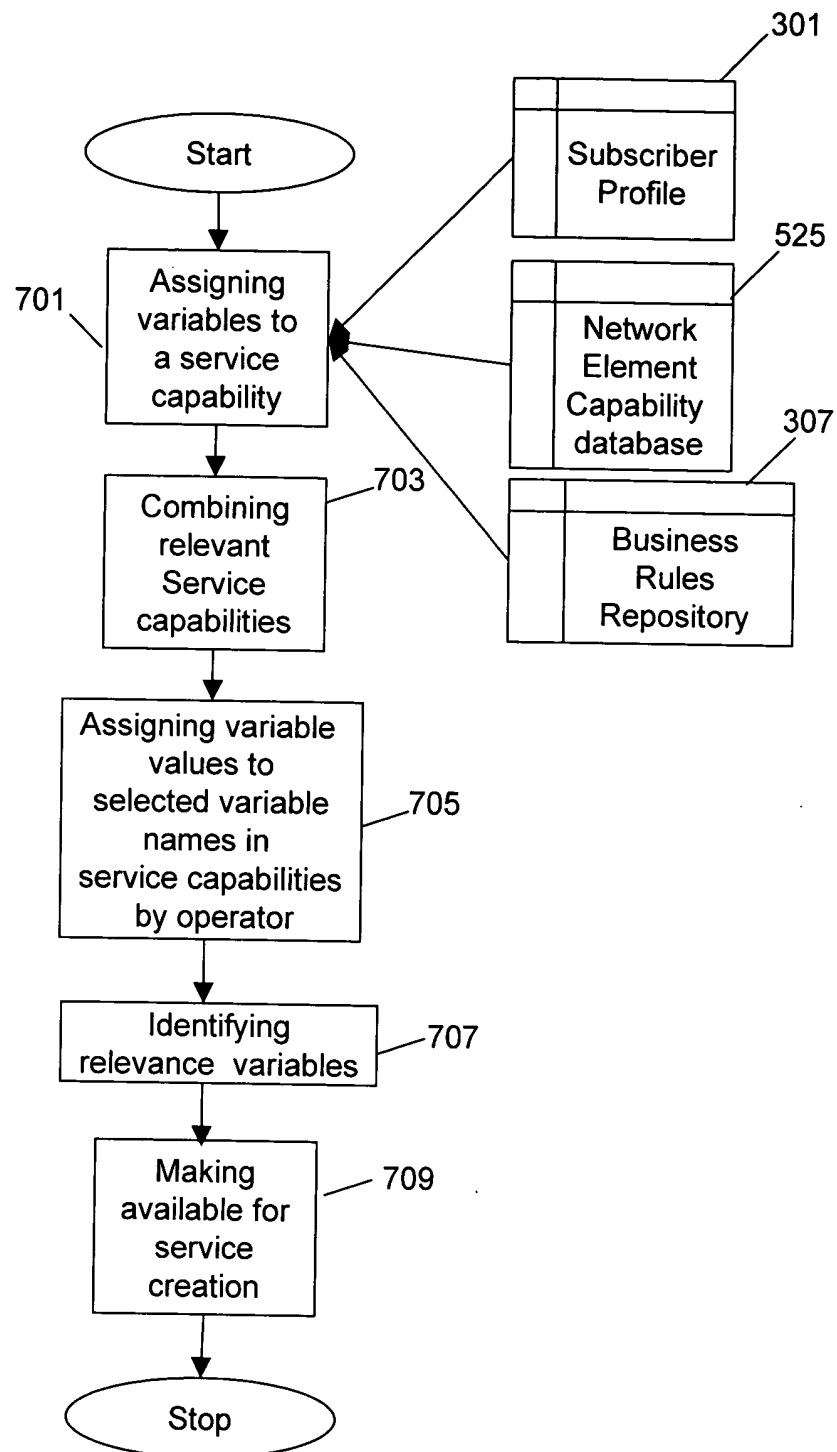 301
Start
Subscriber
Profile
525
701
Assigning
variables to
a service
capability
Network
Element
Capability
database
307
703
Combining
relevant
Service
capabilities
Business
Rules
Repository
Assigning variable
values to
selected variable
names in
service capabilities
by operator
705
Identifying
relevance variables
707
Making
available for
service
creation
709
Stop